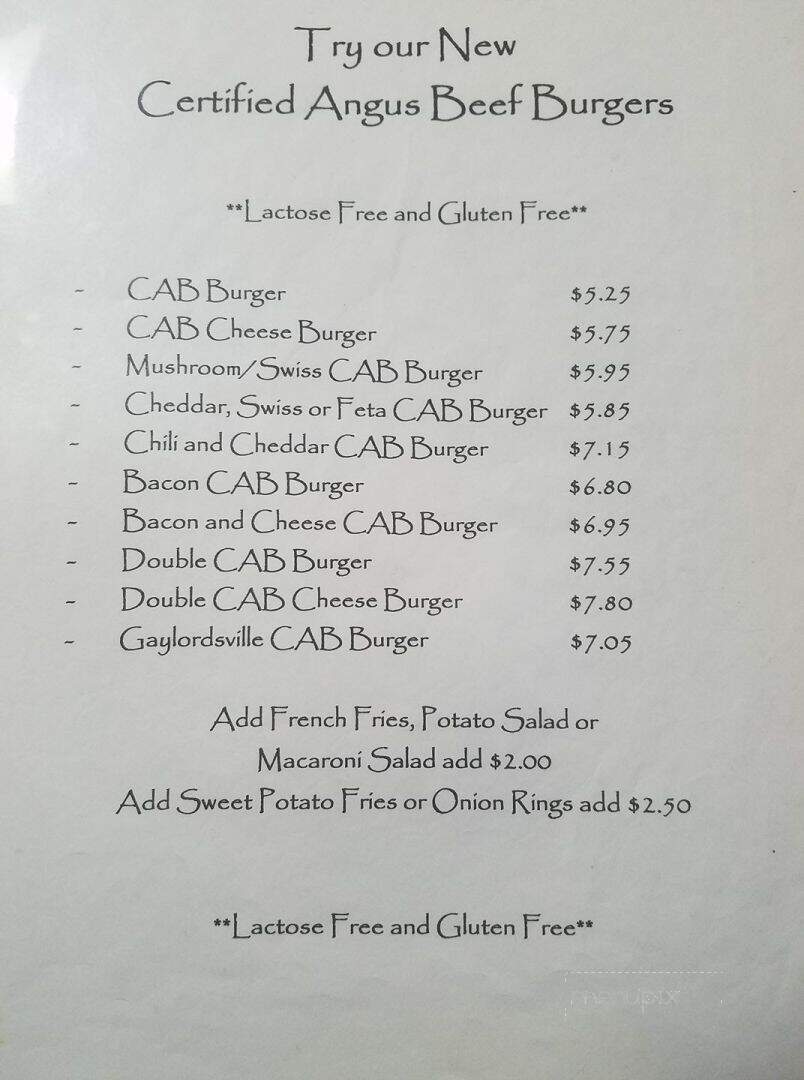 Try our New
Certified Angus Beef Burgers
**Lactose Free and Gluten Free**
- CAB Burger $5.25
- CAB Cheese Burger $5.75
- Mushroom/Swiss CAB Burger $5.95
- Cheddar, Swiss or Feta CAB Burger $5.85
- Chili and Cheddar CAB Burger $7.15
- Bacon CAB Burger $6.80
- Bacon and Cheese CAB Burger $6.95
- Double CAB Burger $7.55
- Double CAB Cheese Burger $7.80
- Gaylordsville CAB Burger $7.05
Add French Fries, Potato Salad or
Macaroni Salad add $2.00
Add Sweet Potato Fries or Onion Rings add $2.50
**Lactose Free and Gluten Free**
menupix